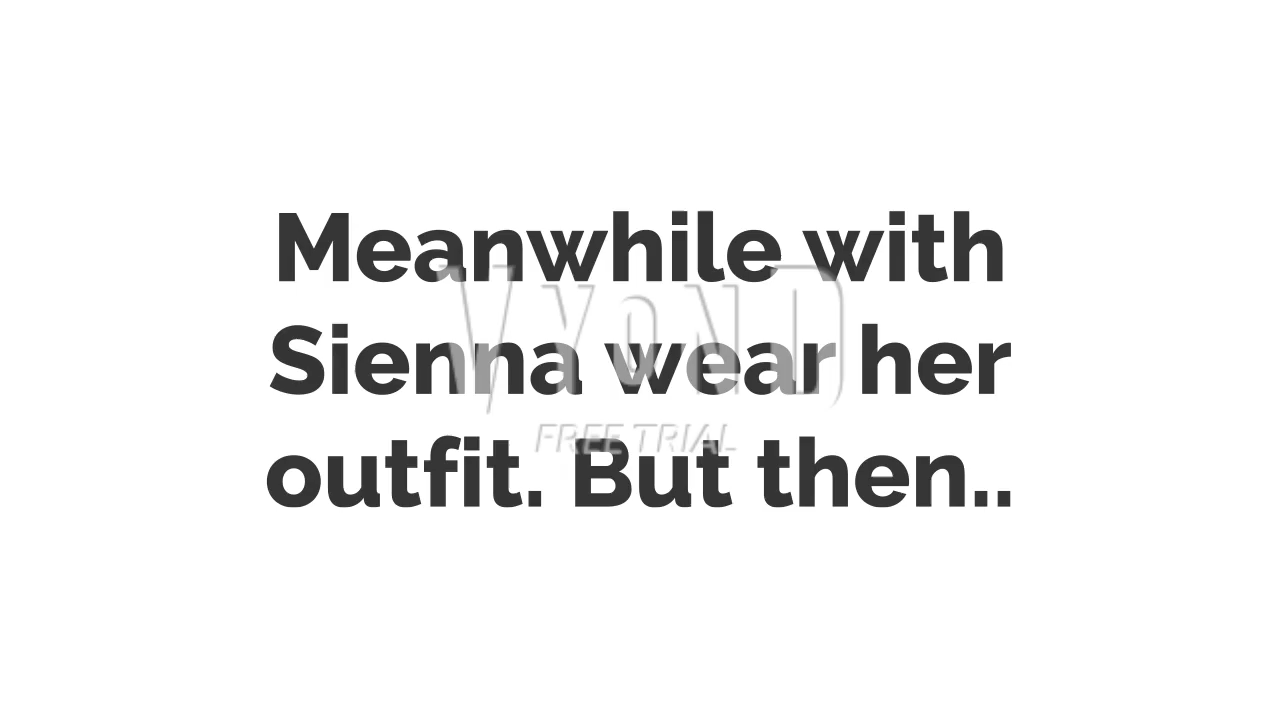 Meanwhile with
Sienna wear her
outfit. But then..
VYOND
FREE TRIAL